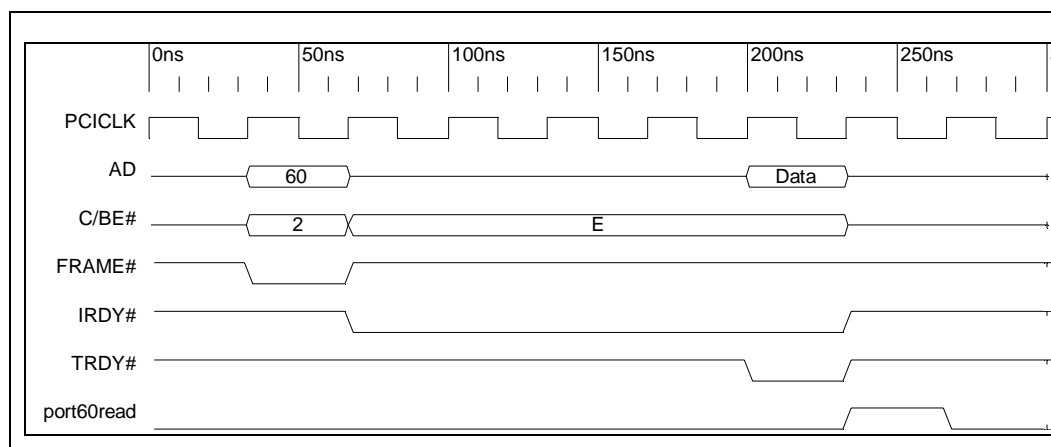 0ns 50ns 100ns 150ns 200ns 250ns
PCICLK
AD 60 Data
C/BE# 2 E
FRAME#
IRDY#
TRDY#
port60read